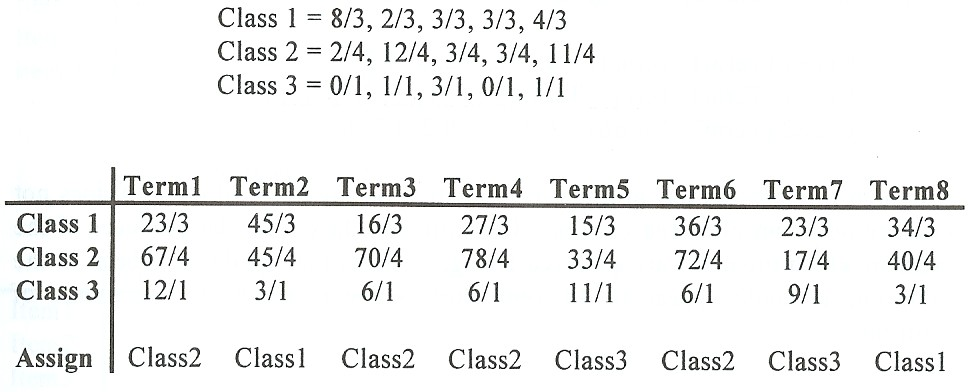 Class 1 = 8/3, 2/3, 3/3, 3/3, 4/3
Class 2 = 2/4, 12/4, 3/4, 3/4, 11/4
Class 3 = 0/1, 1/1, 3/1, 0/1, 1/1
Term1 Term2 Term3 Term4 Term5 Term6 Term7 Term8
Class 1 23/3 45/3 16/3 27/3 15/3 36/3 23/3 34/3
Class 2 67/4 45/4 70/4 78/4 33/4 72/4 17/4 40/4
Class 3 12/1 3/1 6/1 6/1 11/1 6/1 9/1 3/1
Assign Class2 Class1 Class2 Class2 Class3 Class2 Class3 Class1